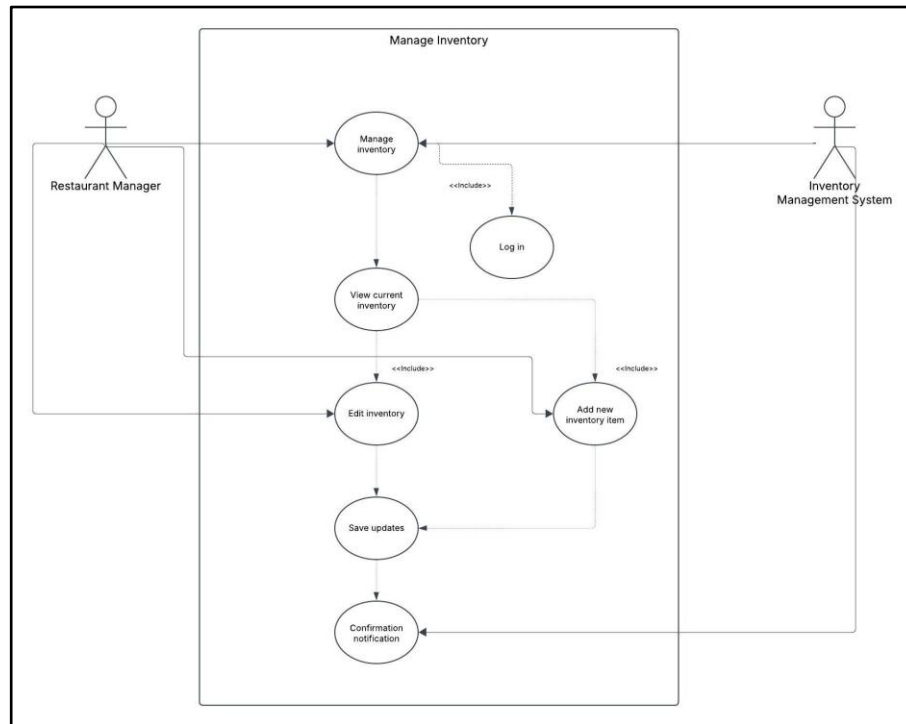 Manage Inventory
Manage
inventory
Restaurant Manager
Inventory
Management System
<<Include>>
Log in
View current
inventory
<<Include>>
<<Include>>
Edit inventory
Add new
inventory item
Save updates
Confirmation
notification